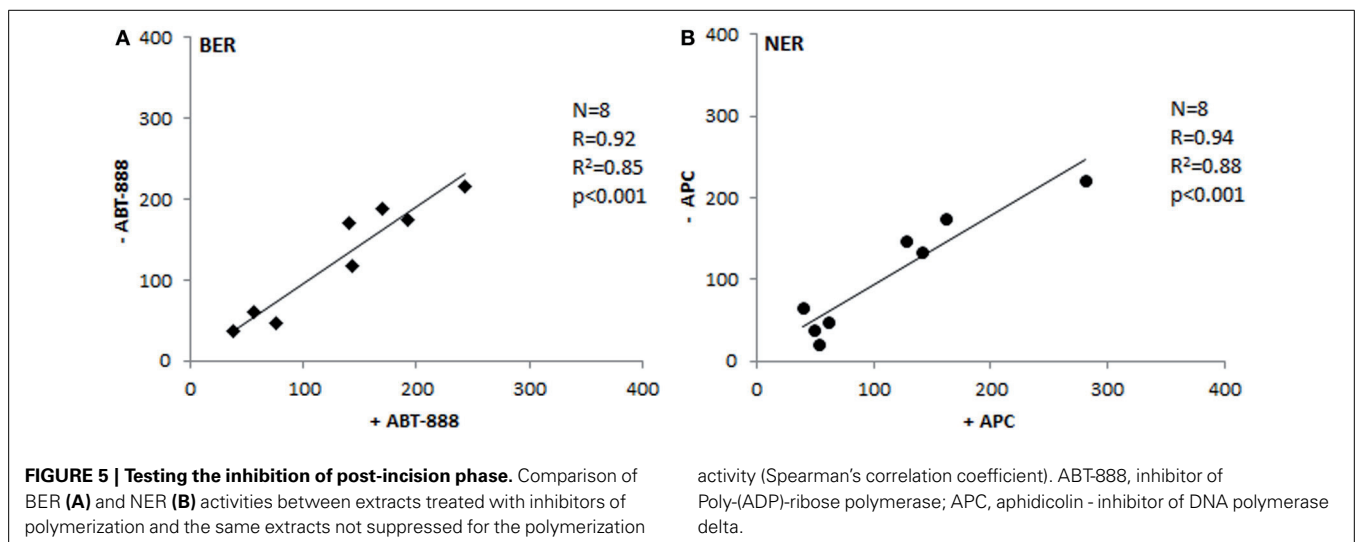 A
BER
400
300
200
100
0
- ABT-888
0 100 200 300 400
+ ABT-888
N=8
R=0.92
R²=0.85
p<0.001
B
NER
400
300
200
100
0
- APC
0 100 200 300 400
+ APC
N=8
R=0.94
R²=0.88
p<0.001
FIGURE 5 | Testing the inhibition of post-incision phase. Comparison of
BER (A) and NER (B) activities between extracts treated with inhibitors of
polymerization and the same extracts not suppressed for the polymerization
activity (Spearman's correlation coefficient). ABT-888, inhibitor of
Poly-(ADP)-ribose polymerase; APC, aphidicolin - inhibitor of DNA polymerase
delta.